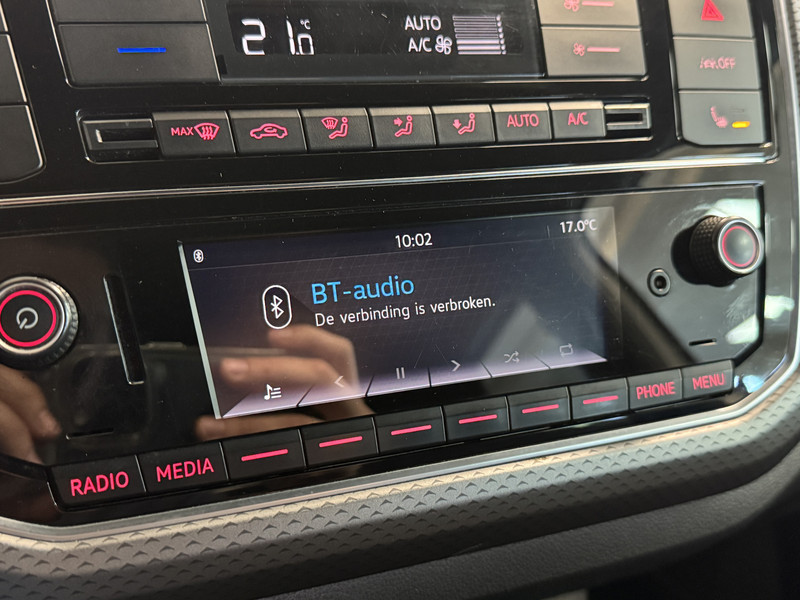 21.0 °C
AUTO
A/C
OFF
MAX
AUTO
A/C
10:02
17.0°C
BT-audio
De verbinding is verbroken.
PHONE
MENU
RADIO
MEDIA